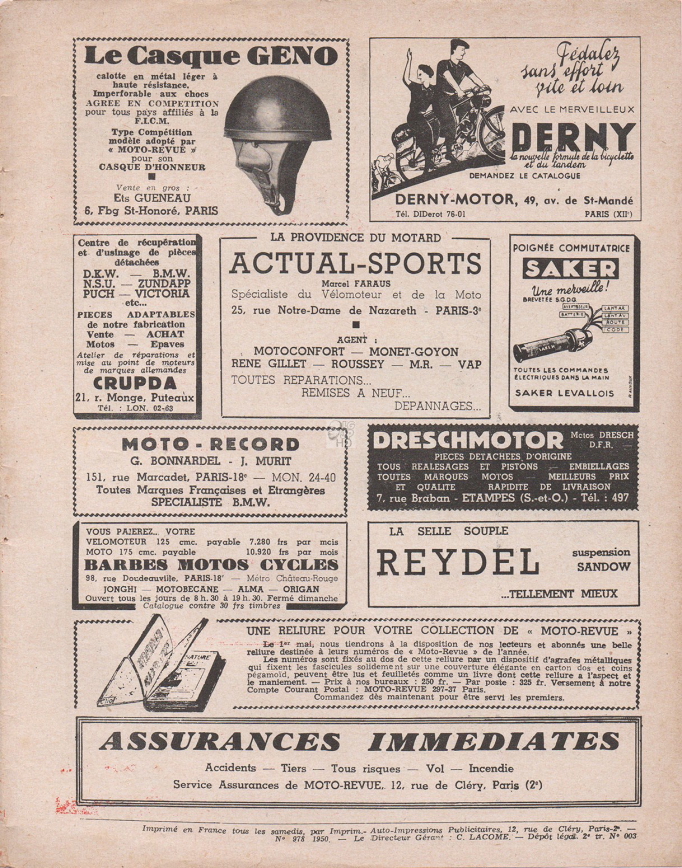 Le Casque GENO
calotte en métal léger à
haute résistance.
Imperforable aux chocs
AGREE EN COMPETITION
pour tous pays affiliés à la
F.I.C.M.
Type Compétition
modèle adopté par
« MOTO-REVUE »
pour son
CASQUE D'HONNEUR
Vente en gros :
Ets GUENEAU
6, Fbg St-Honoré, PARIS
Pédalez
sans effort
vite et loin
AVEC LE MERVEILLEUX
DERNY
la nouvelle formule de la bicyclette
et du tandem
DEMANDEZ LE CATALOGUE
DERNY-MOTOR, 49, av. de St-Mandé
Tél. DIDerot 76-01 PARIS (XIIe)
Centre de récupération
et d'usinage de pièces
détachées
D.K.W. — B.M.W.
N.S.U. — ZUNDAPP
PUCH — VICTORIA
etc...
PIECES ADAPTABLES
de notre fabrication
Vente — ACHAT
Motos — Epaves
Atelier de réparations et
mise au point de moteurs
de marques allemandes
CRUPDA
21, r. Monge, Puteaux
Tél. : LON. 02-63
LA PROVIDENCE DU MOTARD
ACTUAL-SPORTS
Marcel FARAUS
Spécialiste du Vélomoteur et de la Moto
25, rue Notre-Dame de Nazareth - PARIS-3e
AGENT :
MOTOCONFORT — MONET-GOYON
RENE GILLET — ROUSSEY — M.R. — VAP
TOUTES REPARATIONS...
REMISES A NEUF...
DEPANNAGES...
POIGNÉE COMMUTATRICE
SAKER
Une merveille!
BREVETÉE S.G.D.G.
LANTAR.
LANTAV.
ROUTE
CODE
TOUTES LES COMMANDES
ÉLECTRIQUES DANS LA MAIN
SAKER LEVALLOIS
MOTO - RECORD
G. BONNARDEL - J. MURIT
151, rue Marcadet, PARIS-18e — MON. 24-40
Toutes Marques Françaises et Etrangères
SPECIALISTE B.M.W.
DRESCHMOTOR Motos DRESCH
D.F.R.
PIECES DETACHEES D'ORIGINE
TOUS REALESAGES ET PISTONS — EMBIELLAGES
TOUTES MARQUES MOTOS — MEILLEURS PRIX
ET QUALITE RAPIDITE DE LIVRAISON
7, rue Braban - ETAMPES (S.-et-O.) - Tél. : 497
VOUS PAIEREZ... VOTRE
VELOMOTEUR 125 cmc. payable 7.280 frs par mois
MOTO 175 cmc. payable 10.920 frs par mois
BARBES MOTOS CYCLES
98, rue Doudeauville, PARIS-18e — Métro Château-Rouge
JONGHI — MOTOBECANE — ALMA — ORIGAN
Ouvert tous les jours de 8 h. 30 à 19 h. 30. Fermé dimanche
Catalogue contre 30 frs timbres
LA SELLE SOUPLE
REYDEL
suspension
SANDOW
...TELLEMENT MIEUX
UNE RELIURE POUR VOTRE COLLECTION DE « MOTO-REVUE »
Le 1er mai, nous tiendrons à la disposition de nos lecteurs et abonnés une belle
reliure destinée à leurs numéros de « Moto-Revue » de l'année.
Les numéros sont fixés au dos de cette reliure par un dispositif d'agrafes métalliques
qui fixent les fascicules solidement sur une couverture élégante en carton dos et coins
pégamoïd, peuvent être lus et feuilletés comme un livre dont cette reliure a l'aspect et
le maniement. — Prix à nos bureaux : 250 fr. — Par poste : 325 fr. Versement à notre
Compte Courant Postal : MOTO-REVUE 297-37 Paris.
Commandez dès maintenant pour être servi les premiers.
ASSURANCES IMMEDIATES
Accidents — Tiers — Tous risques — Vol — Incendie
Service Assurances de MOTO-REVUE, 12, rue de Cléry, Paris (2e)
Imprimé en France tous les samedis, par Imprim.- Auto-Impressions Publicitaires, 12, rue de Cléry, Paris-2e. —
N° 978 1950. — Le Directeur Gérant : C. LACOME. — Dépôt légal. 2e tr. N° 003